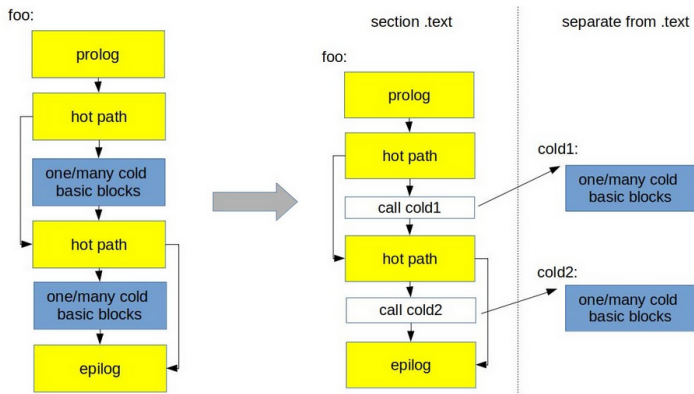 foo:
prolog
hot path
one/many cold
basic blocks
hot path
one/many cold
basic blocks
epilog
section .text
separate from .text
foo:
prolog
hot path
call cold1
hot path
call cold2
epilog
cold1:
one/many cold
basic blocks
cold2:
one/many cold
basic blocks